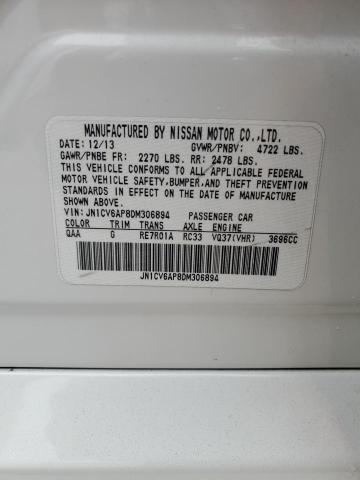 MANUFACTURED BY NISSAN MOTOR CO.,LTD.
DATE: 12/13 GVWR/PNBV: 4722 LBS.
GAWR/PNBE FR: 2270 LBS. RR: 2478 LBS.
THIS VEHICLE CONFORMS TO ALL APPLICABLE FEDERAL
MOTOR VEHICLE SAFETY, BUMPER, AND THEFT PREVENTION
STANDARDS IN EFFECT ON THE DATE OF MANUFACTURE
SHOWN ABOVE.
VIN: JN1CV6AP8DM306894 PASSENGER CAR
COLOR TRIM TRANS AXLE ENGINE
QAA G RE7R01A RC33 VQ37(VHR) 3696CC
JN1CV6AP8DM306894